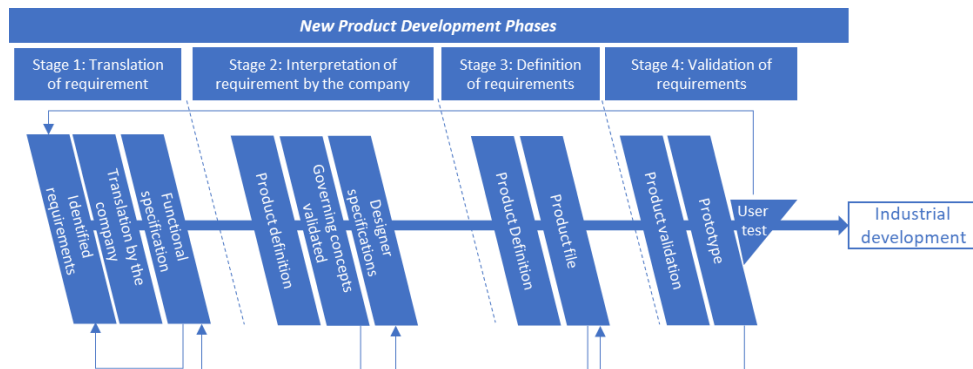 New Product Development Phases
Stage 1: Translation
of requirement
Stage 2: Interpretation of
requirement by the company
Stage 3: Definition
of requirements
Stage 4: Validation of
requirements
Identified
requirements
Translation by the
company
Functional
specification
Product definition
Governing concepts
validated
Designer
specifications
Product Definition
Product file
Product validation
Prototype
User
test
Industrial
development